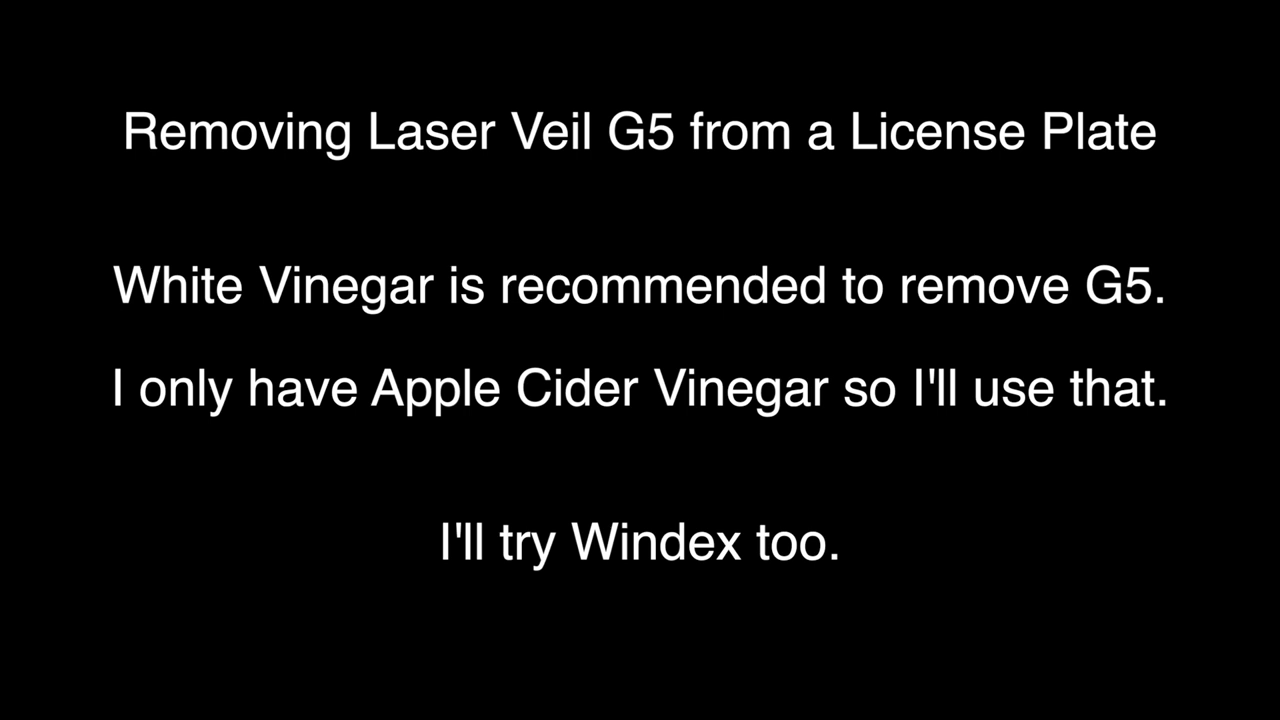 Removing Laser Veil G5 from a License Plate
White Vinegar is recommended to remove G5.
I only have Apple Cider Vinegar so I'll use that.
I'll try Windex too.